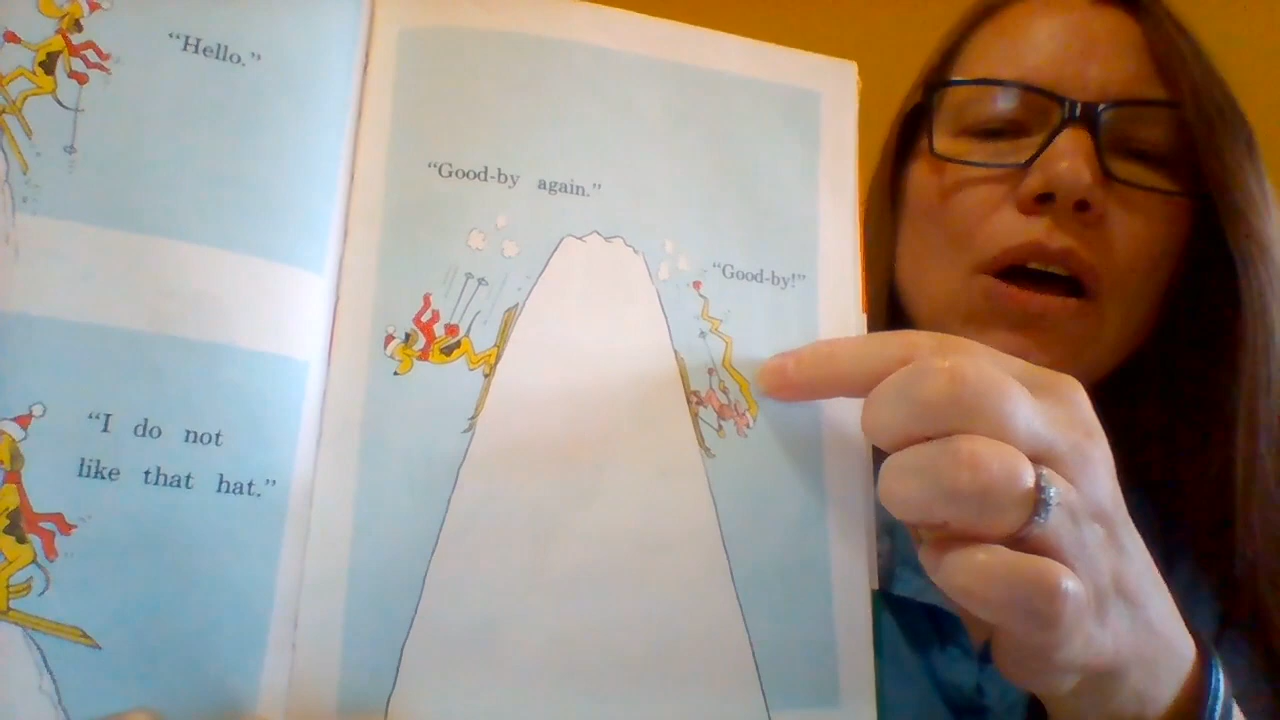 “Hello.”
“I do not
like that hat.”
“Good-by again.”
“Good-by!”